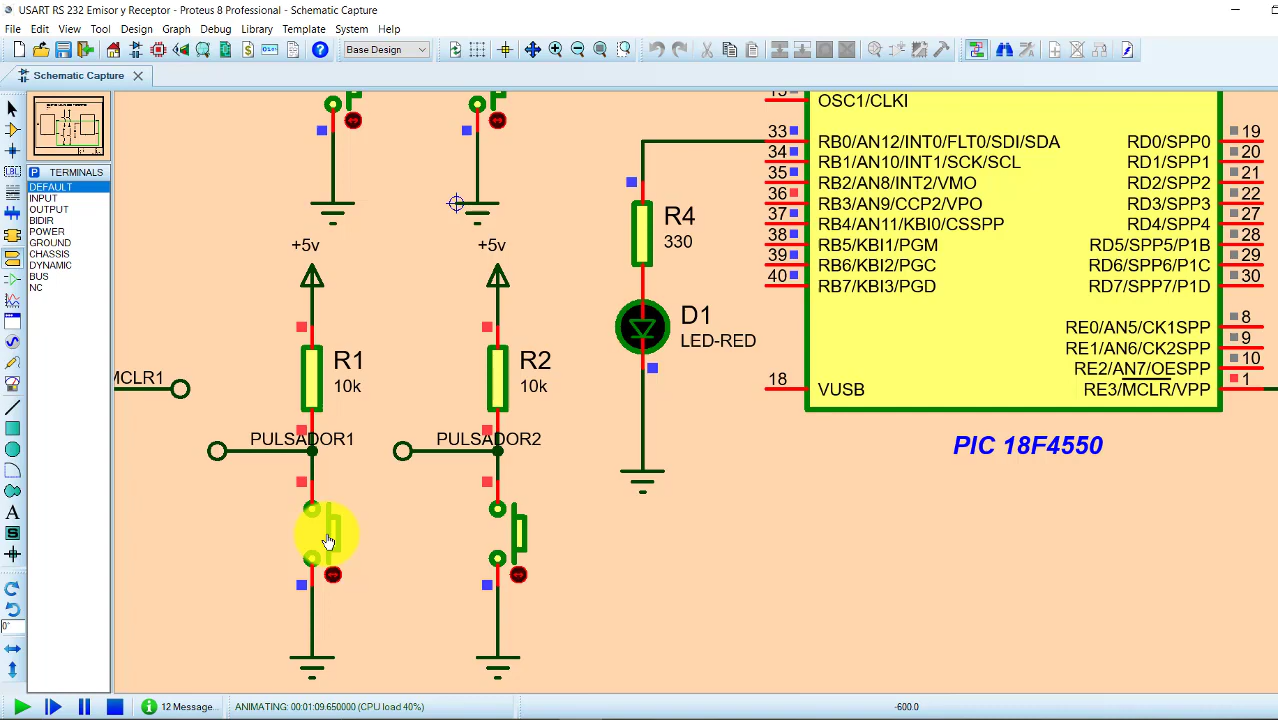 USART RS 232 Emisor y Receptor - Proteus 8 Professional - Schematic Capture
File Edit View Tool Design Graph Debug Library Template System Help
Base Design
Schematic Capture
TERMINALS
DEFAULT
INPUT
OUTPUT
BIDIR
POWER
GROUND
CHASSIS
DYNAMIC
BUS
NC
MCLR1
+5v
R1
10k
PULSADOR1
+5v
R2
10k
PULSADOR2
R4
330
D1
LED-RED
OSC1/CLKI
33 RB0/AN12/INT0/FLT0/SDI/SDA RD0/SPP0 19
34 RB1/AN10/INT1/SCK/SCL RD1/SPP1 20
35 RB2/AN8/INT2/VMO RD2/SPP2 21
36 RB3/AN9/CCP2/VPO RD3/SPP3 22
37 RB4/AN11/KBI0/CSSPP RD4/SPP4 27
38 RB5/KBI1/PGM RD5/SPP5/P1B 28
39 RB6/KBI2/PGC RD6/SPP6/P1C 29
40 RB7/KBI3/PGD RD7/SPP7/P1D 30
RE0/AN5/CK1SPP 8
RE1/AN6/CK2SPP 9
RE2/AN7/OESPP 10
18 VUSB RE3/MCLR/VPP 1
PIC 18F4550
0°
12 Message...
ANIMATING: 00:01:09.650000 (CPU load 40%)
-600.0